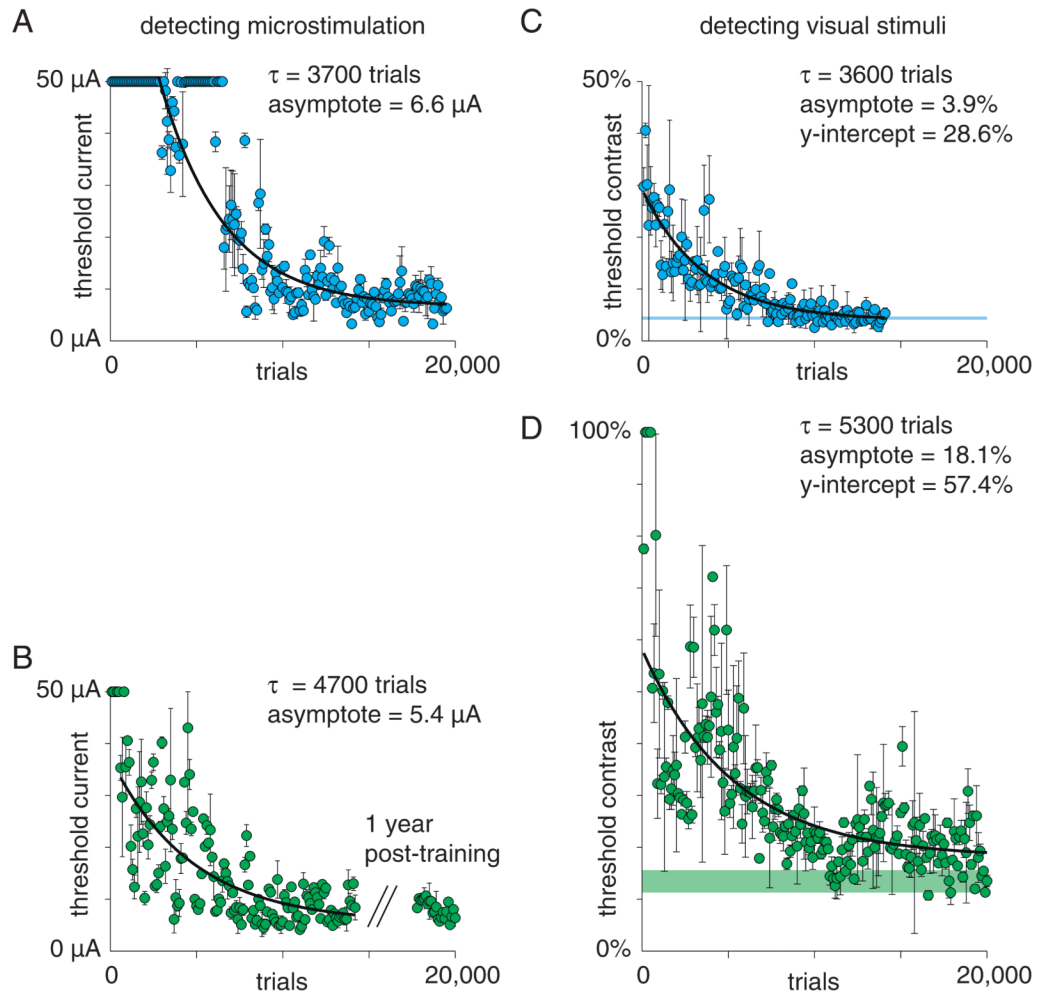 A
detecting microstimulation
50 µA
τ = 3700 trials
asymptote = 6.6 µA
threshold current
0 µA
0
trials
20,000
C
detecting visual stimuli
50%
τ = 3600 trials
asymptote = 3.9%
y-intercept = 28.6%
threshold contrast
0%
0
trials
20,000
B
50 µA
τ = 4700 trials
asymptote = 5.4 µA
1 year
post-training
threshold current
0 µA
0
trials
20,000
D
100%
τ = 5300 trials
asymptote = 18.1%
y-intercept = 57.4%
threshold contrast
0%
0
trials
20,000